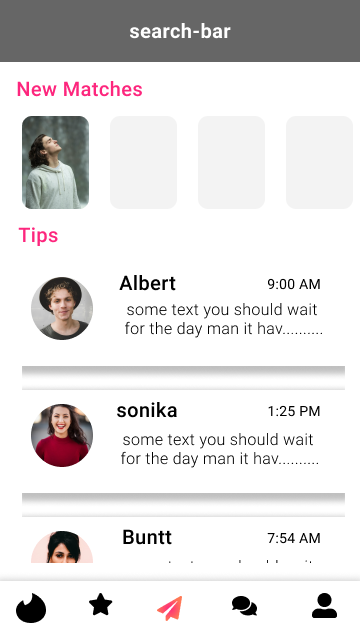 search-bar
New Matches
Tips
Albert
9:00 AM
some text you should wait
for the day man it hav..........
sonika
1:25 PM
some text you should wait
for the day man it hav..........
Buntt
7:54 AM